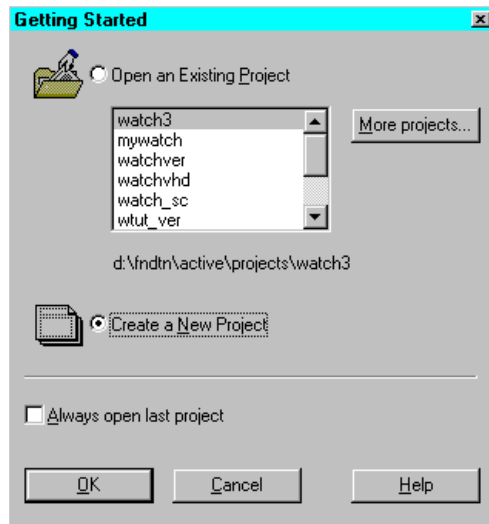 Getting Started
Open an Existing Project
watch3
mywatch
watchver
watchvhd
watch_sc
wtut_ver
More projects...
d:\fndtn\active\projects\watch3
Create a New Project
Always open last project
OK
Cancel
Help